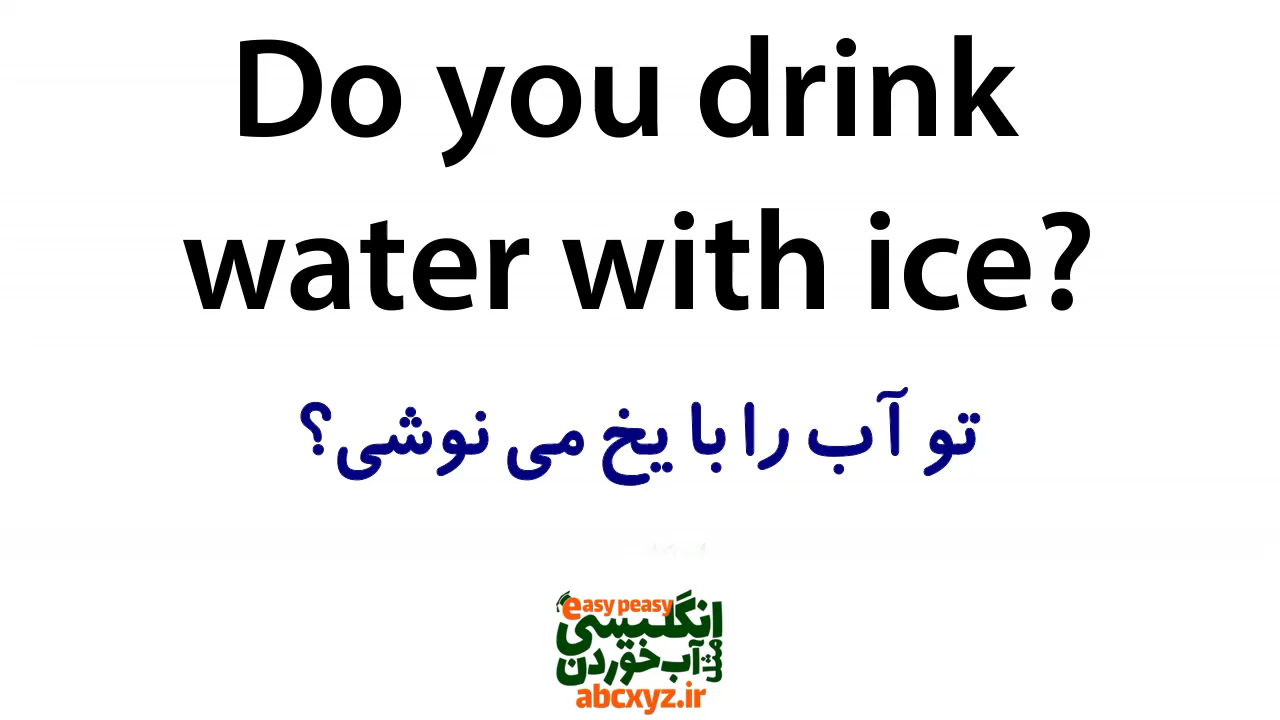 Do you drink
water with ice?
تو آب را با یخ می نوشی؟
easy peasy
انگلیسی
مثل
آب خوردن
abcxyz.ir